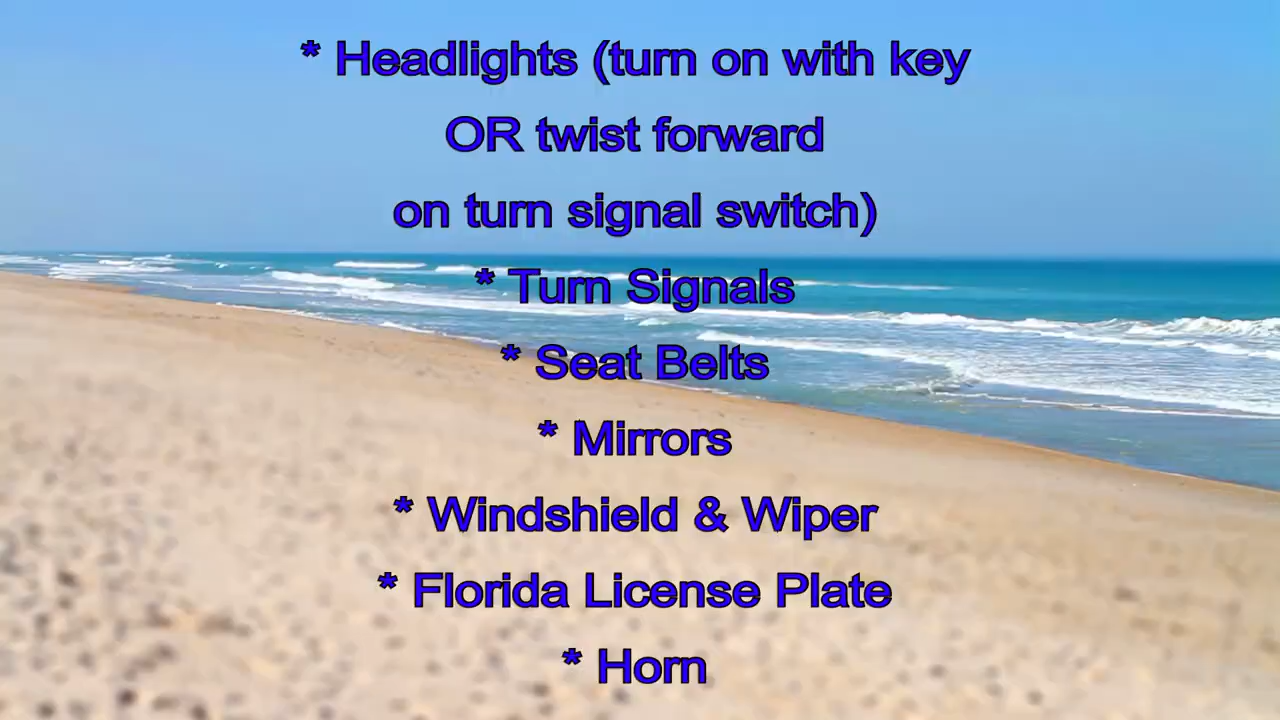 * Headlights (turn on with key
OR twist forward
on turn signal switch)
* Turn Signals
* Seat Belts
* Mirrors
* Windshield & Wiper
* Florida License Plate
* Horn